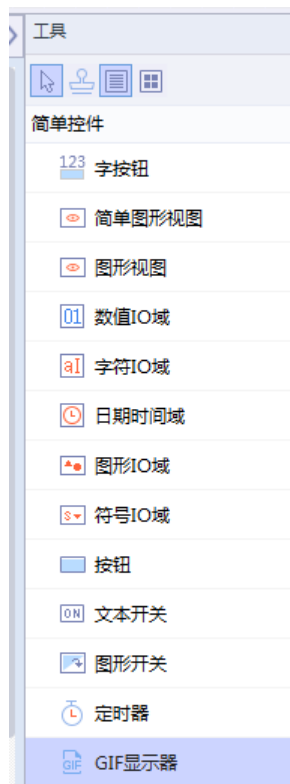 工具
简单控件
123 字按钮
简单图形视图
图形视图
01 数值IO域
aI 字符IO域
日期时间域
图形IO域
S 符号IO域
按钮
ON 文本开关
图形开关
定时器
GIF GIF显示器